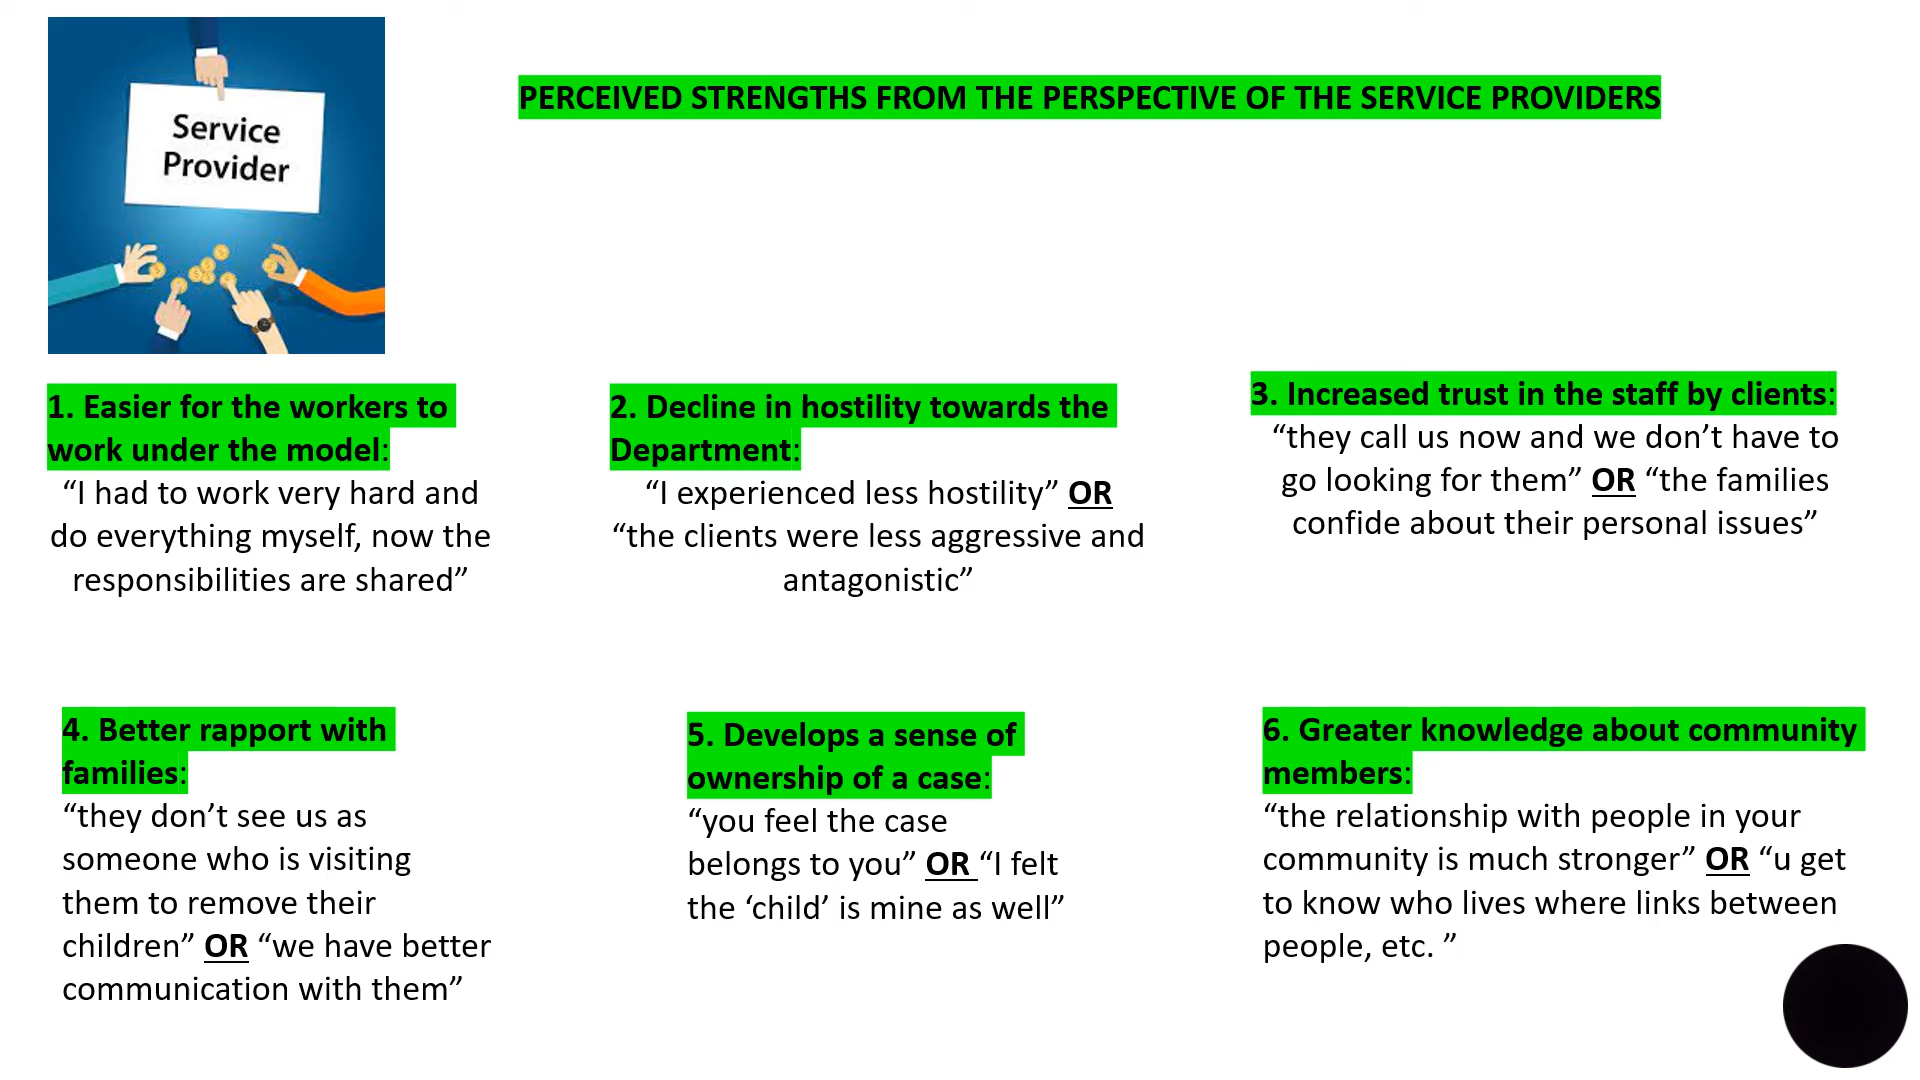 Service
Provider
PERCEIVED STRENGTHS FROM THE PERSPECTIVE OF THE SERVICE PROVIDERS
1. Easier for the workers to
work under the model:
“I had to work very hard and
do everything myself, now the
responsibilities are shared”
2. Decline in hostility towards the
Department:
“I experienced less hostility” OR
“the clients were less aggressive and
antagonistic”
3. Increased trust in the staff by clients:
“they call us now and we don’t have to
go looking for them” OR “the families
confide about their personal issues”
4. Better rapport with
families:
“they don’t see us as
someone who is visiting
them to remove their
children” OR “we have better
communication with them”
5. Develops a sense of
ownership of a case:
“you feel the case
belongs to you” OR “I felt
the ‘child’ is mine as well”
6. Greater knowledge about community
members:
“the relationship with people in your
community is much stronger” OR “u get
to know who lives where links between
people, etc. ”